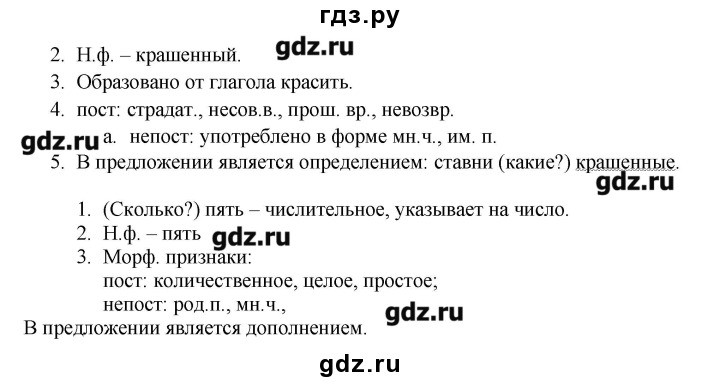 гдз.ру
2. Н.ф. – крашенный. gdz.ru
3. Образовано от глагола красить.
4. пост: страдат., несов.в., прош. вр., невозвр.
gdz.ru a. непост: употреблено в форме мн.ч., им. п.
5. В предложении является определением: ставни (какие?) крашенные.
gdz.ru
1. (Сколько?) пять – числительное, указывает на число.
2. Н.ф. – пять gdz.ru
3. Морф. признаки:
пост: количественное, целое, простое;
непост: род.п., мн.ч., gdz.ru
В предложении является дополнением.
gdz.ru